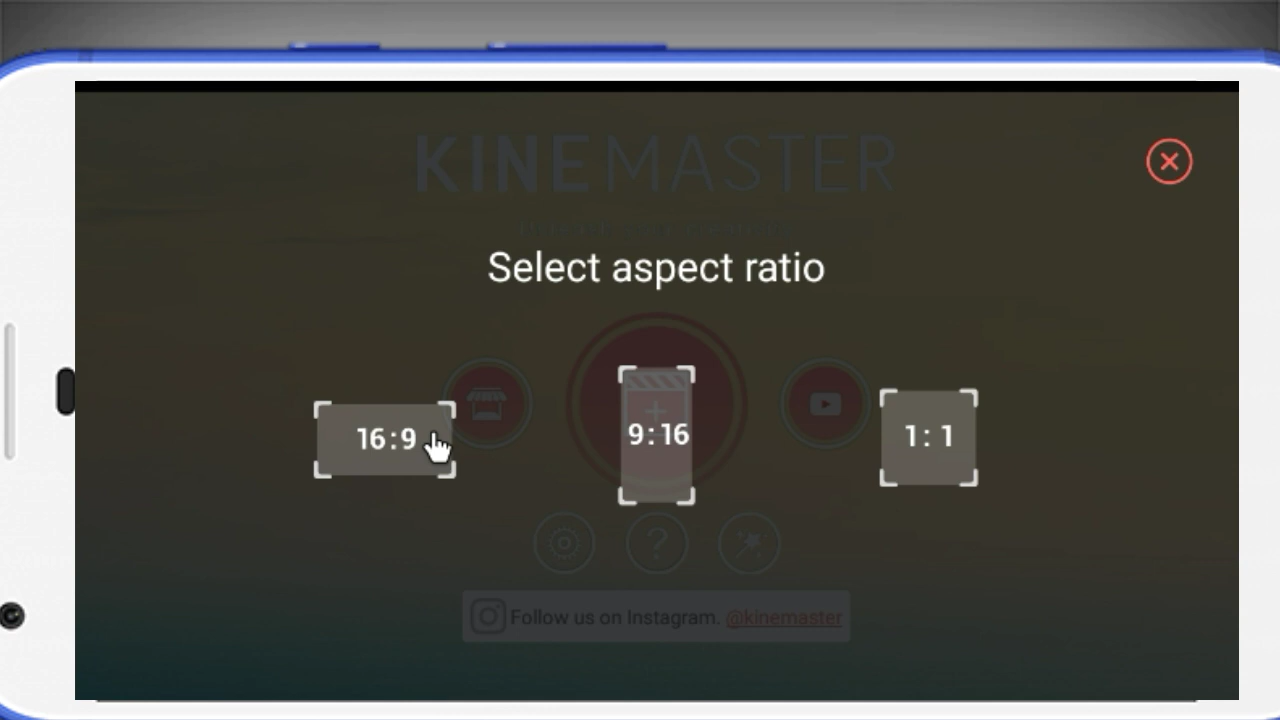 KINEMASTER
Select aspect ratio
16:9
9:16
1:1
?
Follow us on Instagram. @kinemaster